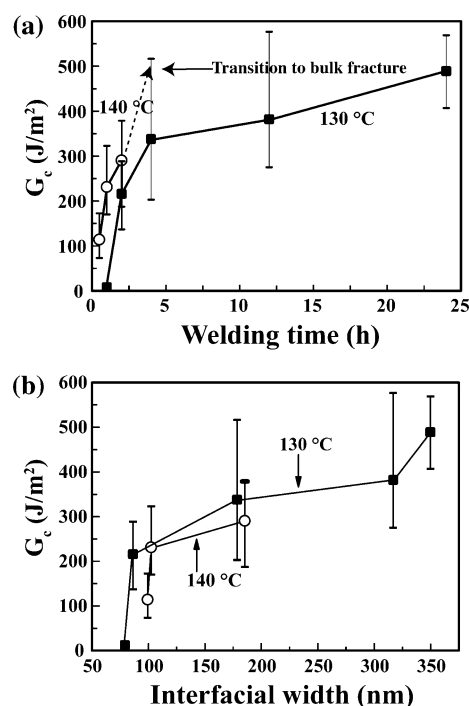 (a)
600
500
400
300
200
100
0
G_c (J/m²)
140 °C
Transition to bulk fracture
130 °C
0 5 10 15 20 25
Welding time (h)
(b)
600
500
400
300
200
100
0
G_c (J/m²)
130 °C
140 °C
50 100 150 200 250 300 350
Interfacial width (nm)